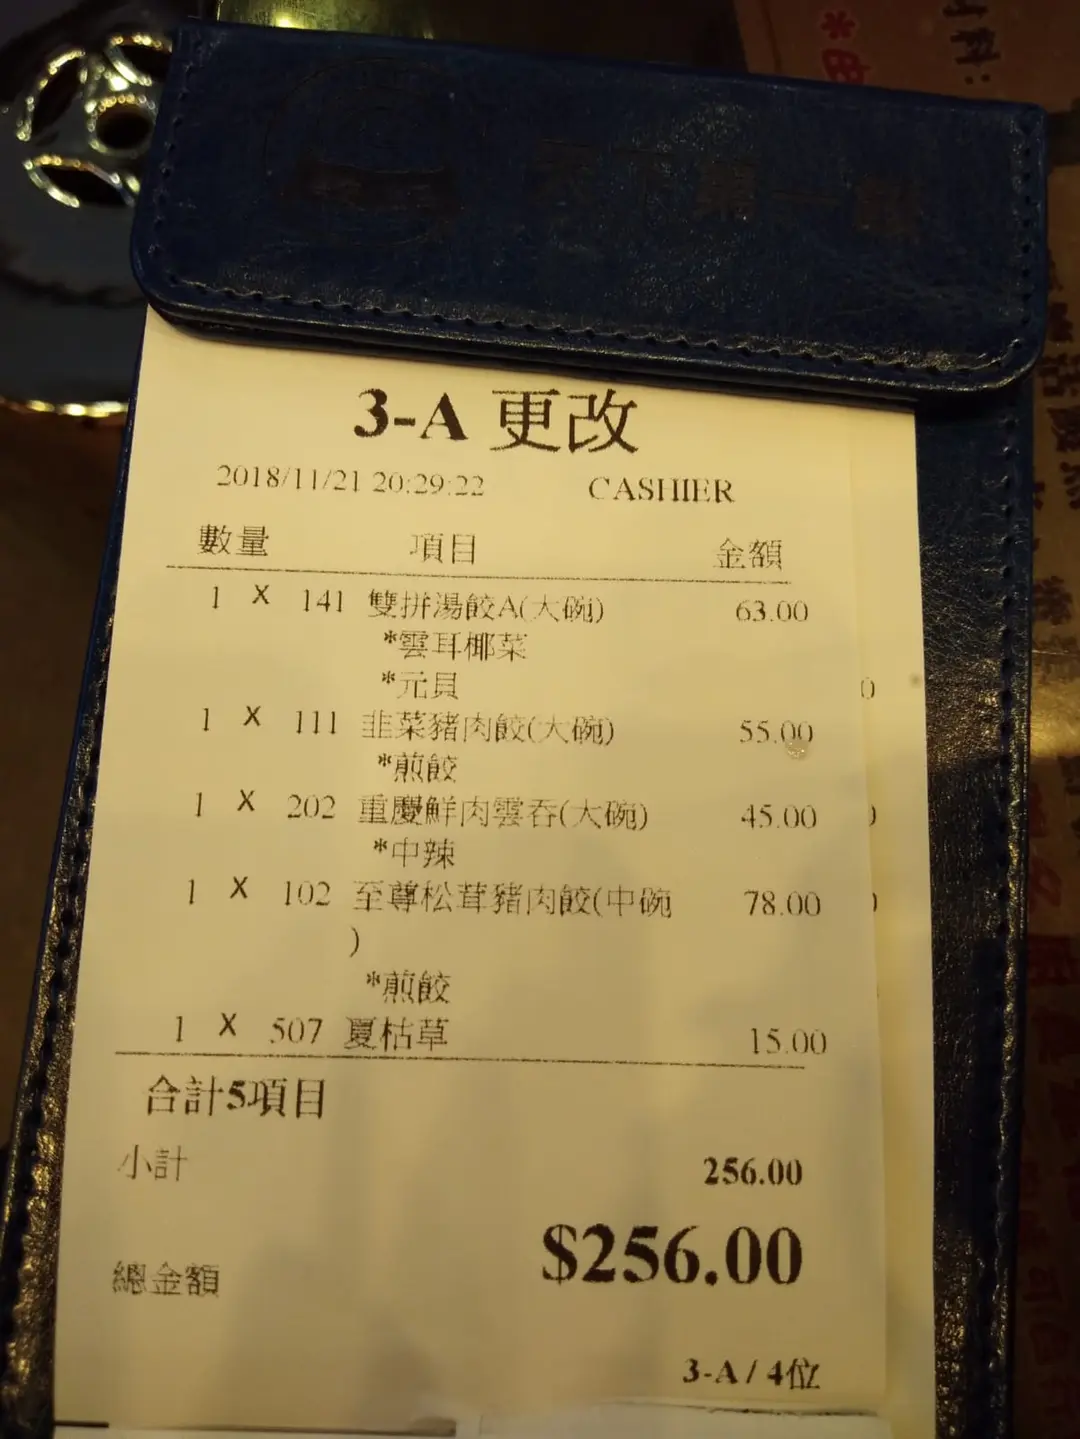 3-A 更改
2018/11/21 20:29:22 CASHIER
數量 項目 金額
1 X 141 雙拼湯餃A(大碗) 63.00
*雲耳椰菜
*元貝
1 X 111 韭菜豬肉餃(大碗) 55.00
*煎餃
1 X 202 重慶鮮肉雲吞(大碗) 45.00
*中辣
1 X 102 至尊松茸豬肉餃(中碗 78.00
)
*煎餃
1 X 507 夏枯草 15.00
合計5項目
小計 256.00
總金額 $256.00
3-A / 4位